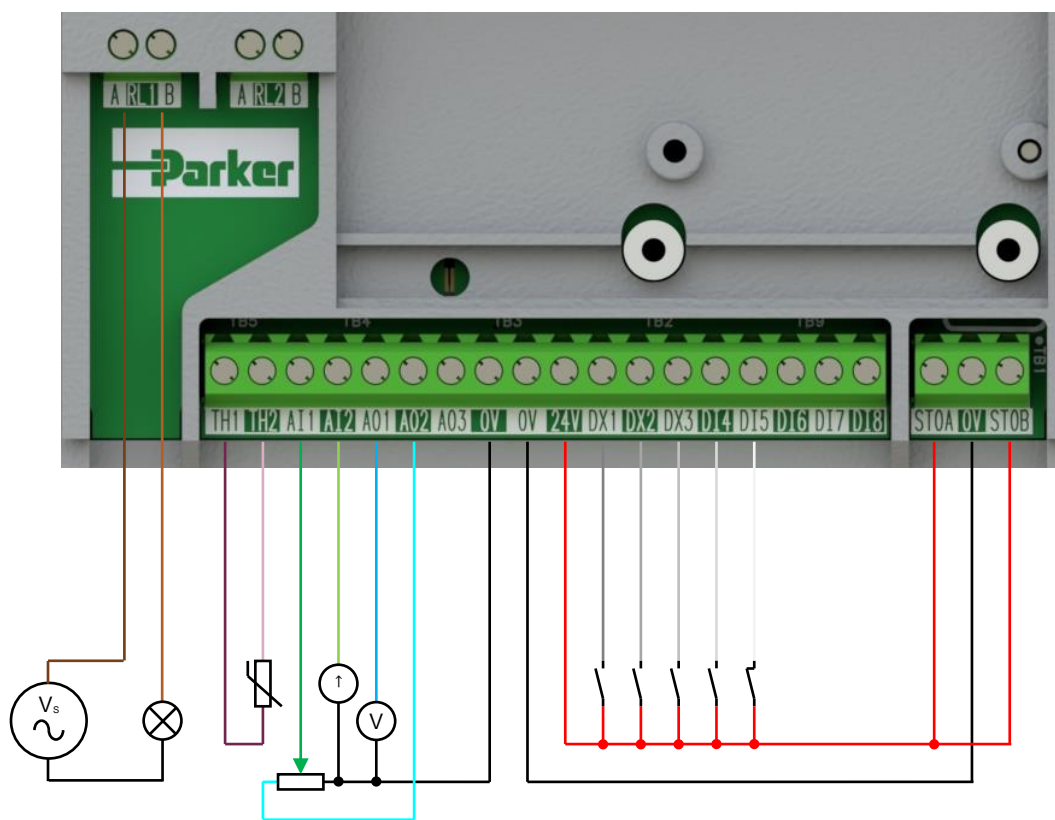 A RL1 B A RL2 B
Parker
TB5 TB4 TB3 TB2 TB9
TB1
TH1 TH2 AI1 AI2 AO1 AO2 AO3 0V 0V 24V DX1 DX2 DX3 DI4 DI5 DI6 DI7 DI8 STOA 0V STOB
↑
Vs
V